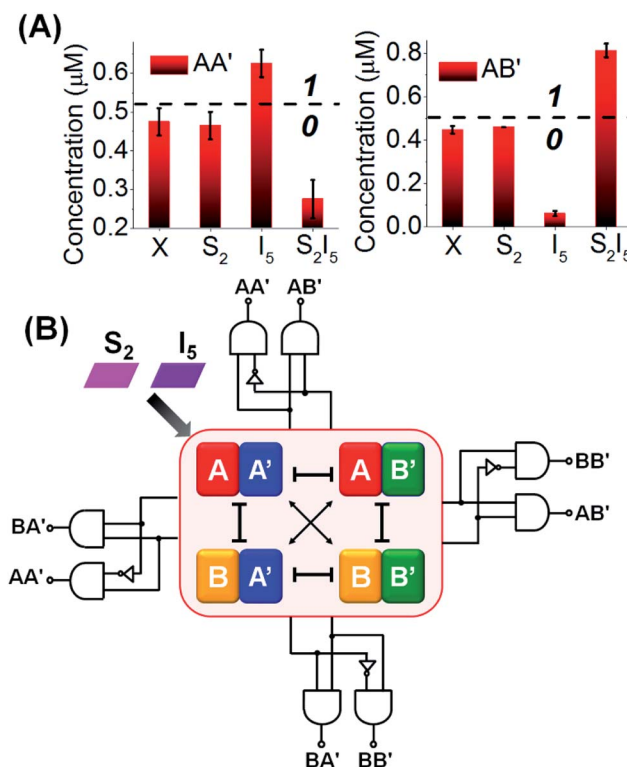 (A)
Concentration (μM)
0.6
0.5
0.4
0.3
0.2
AA'
1
0
X S₂ I₅ S₂I₅
Concentration (μM)
0.8
0.6
0.4
0.2
0.0
AB'
1
0
X S₂ I₅ S₂I₅
(B)
AA' AB'
S₂ I₅
A A' A B'
B A' B B'
BA'
AA'
BB'
AB'
BA' BB'